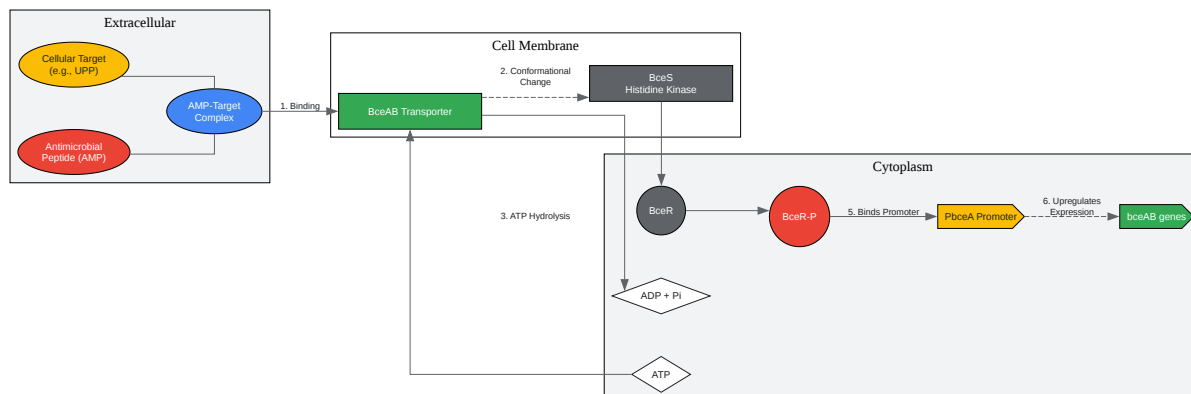 Extracellular
Cellular Target
(e.g., UPP)
AMP-Target
Complex
Antimicrobial
Peptide (AMP)
1. Binding
Cell Membrane
BceAB Transporter
2. Conformational
Change
BceS
Histidine Kinase
3. ATP Hydrolysis
Cytoplasm
BceR
BceR-P
5. Binds Promoter
PbceA Promoter
6. Upregulates
Expression
bceAB genes
ADP + Pi
ATP